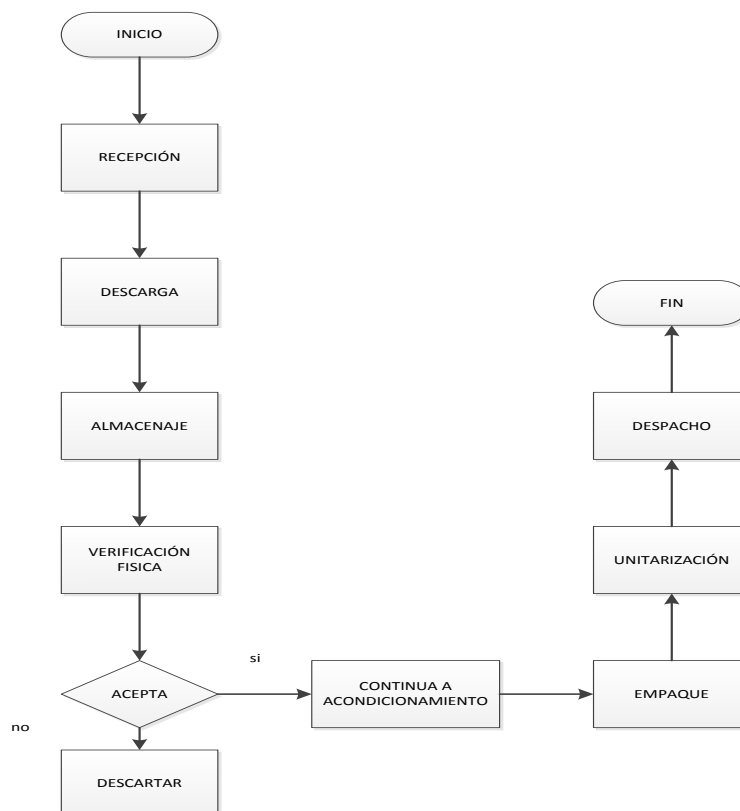 INICIO
RECEPCIÓN
DESCARGA
ALMACENAJE
VERIFICACIÓN
FISICA
ACEPTA
si
no
DESCARTAR
CONTINUA A
ACONDICIONAMIENTO
EMPAQUE
UNITARIZACIÓN
DESPACHO
FIN